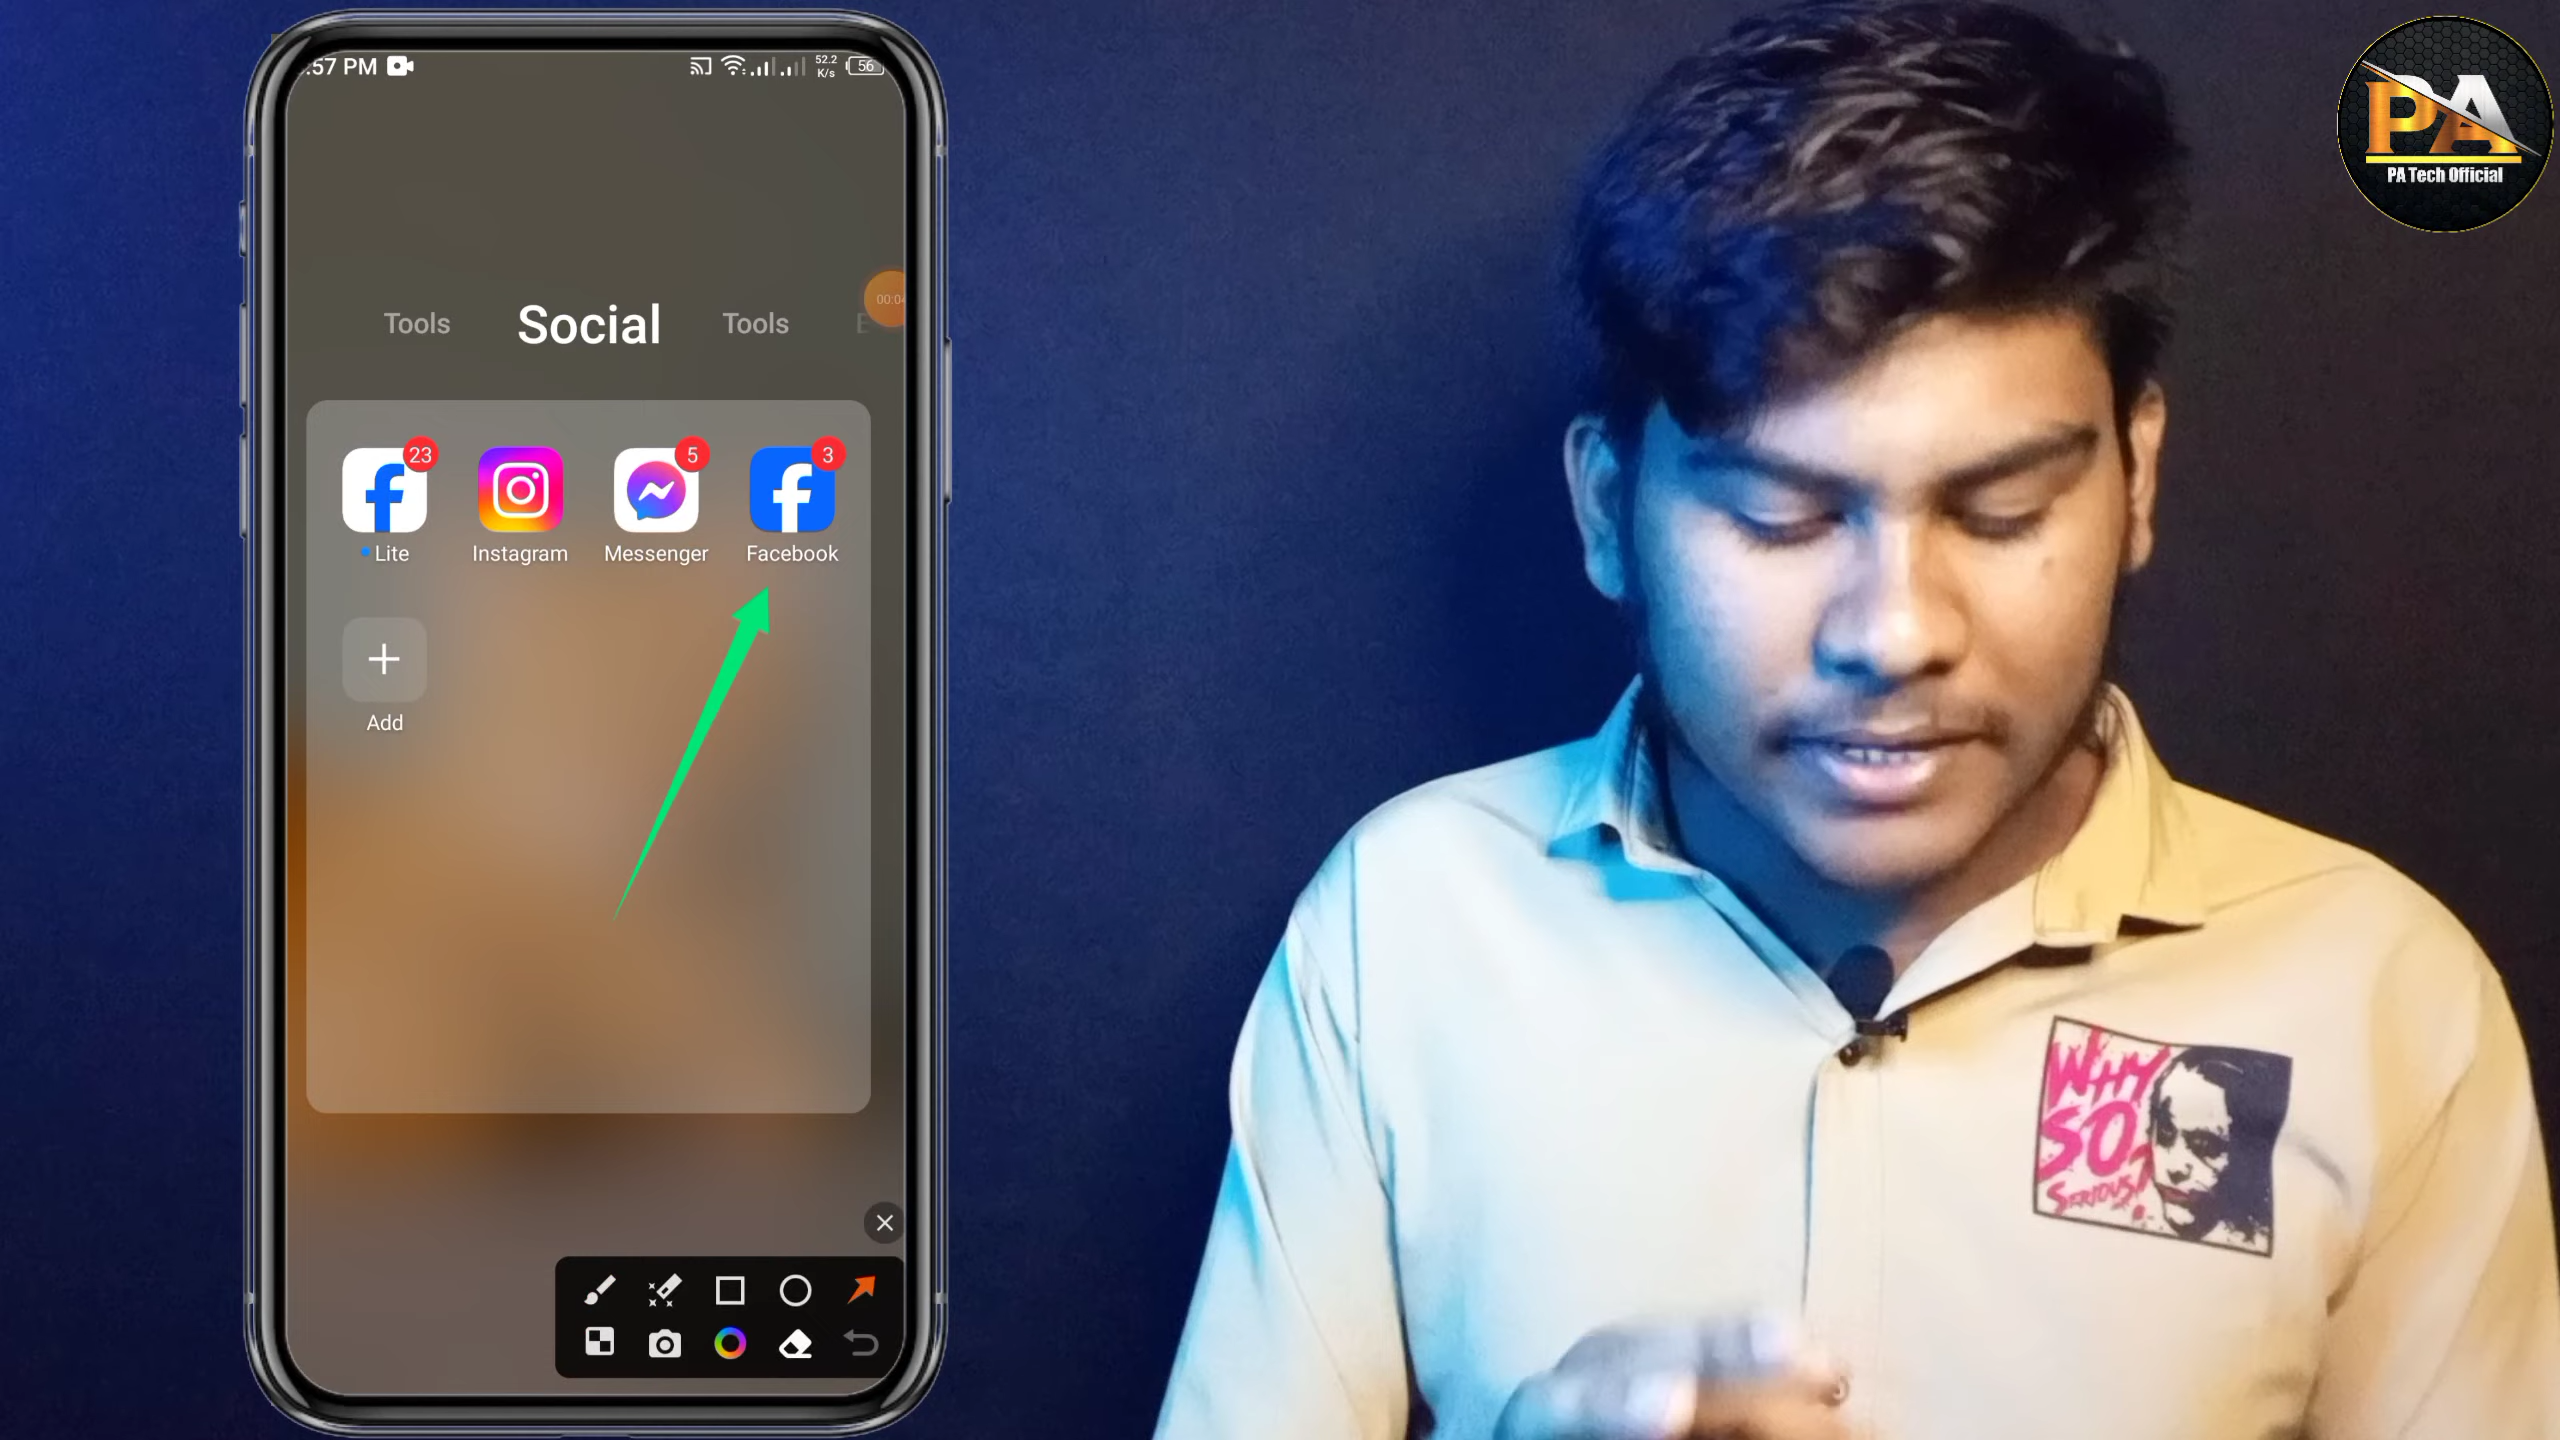 :57 PM
52.2
K/s
56
00:04
Tools
Social
Tools
23
5
3
Lite
Instagram
Messenger
Facebook
Add
PA
PA Tech Official
WHY
SO
SERIOUS?